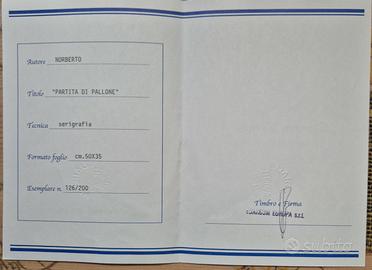 Autore NORBERTO
Titolo "PARTITA DI PALLONE"
Tecnica serigrafia
Formato foglio cm.50X35
Esemplare n. 126/200
Timbro e Firma
EUROPA S.r.l.
subito